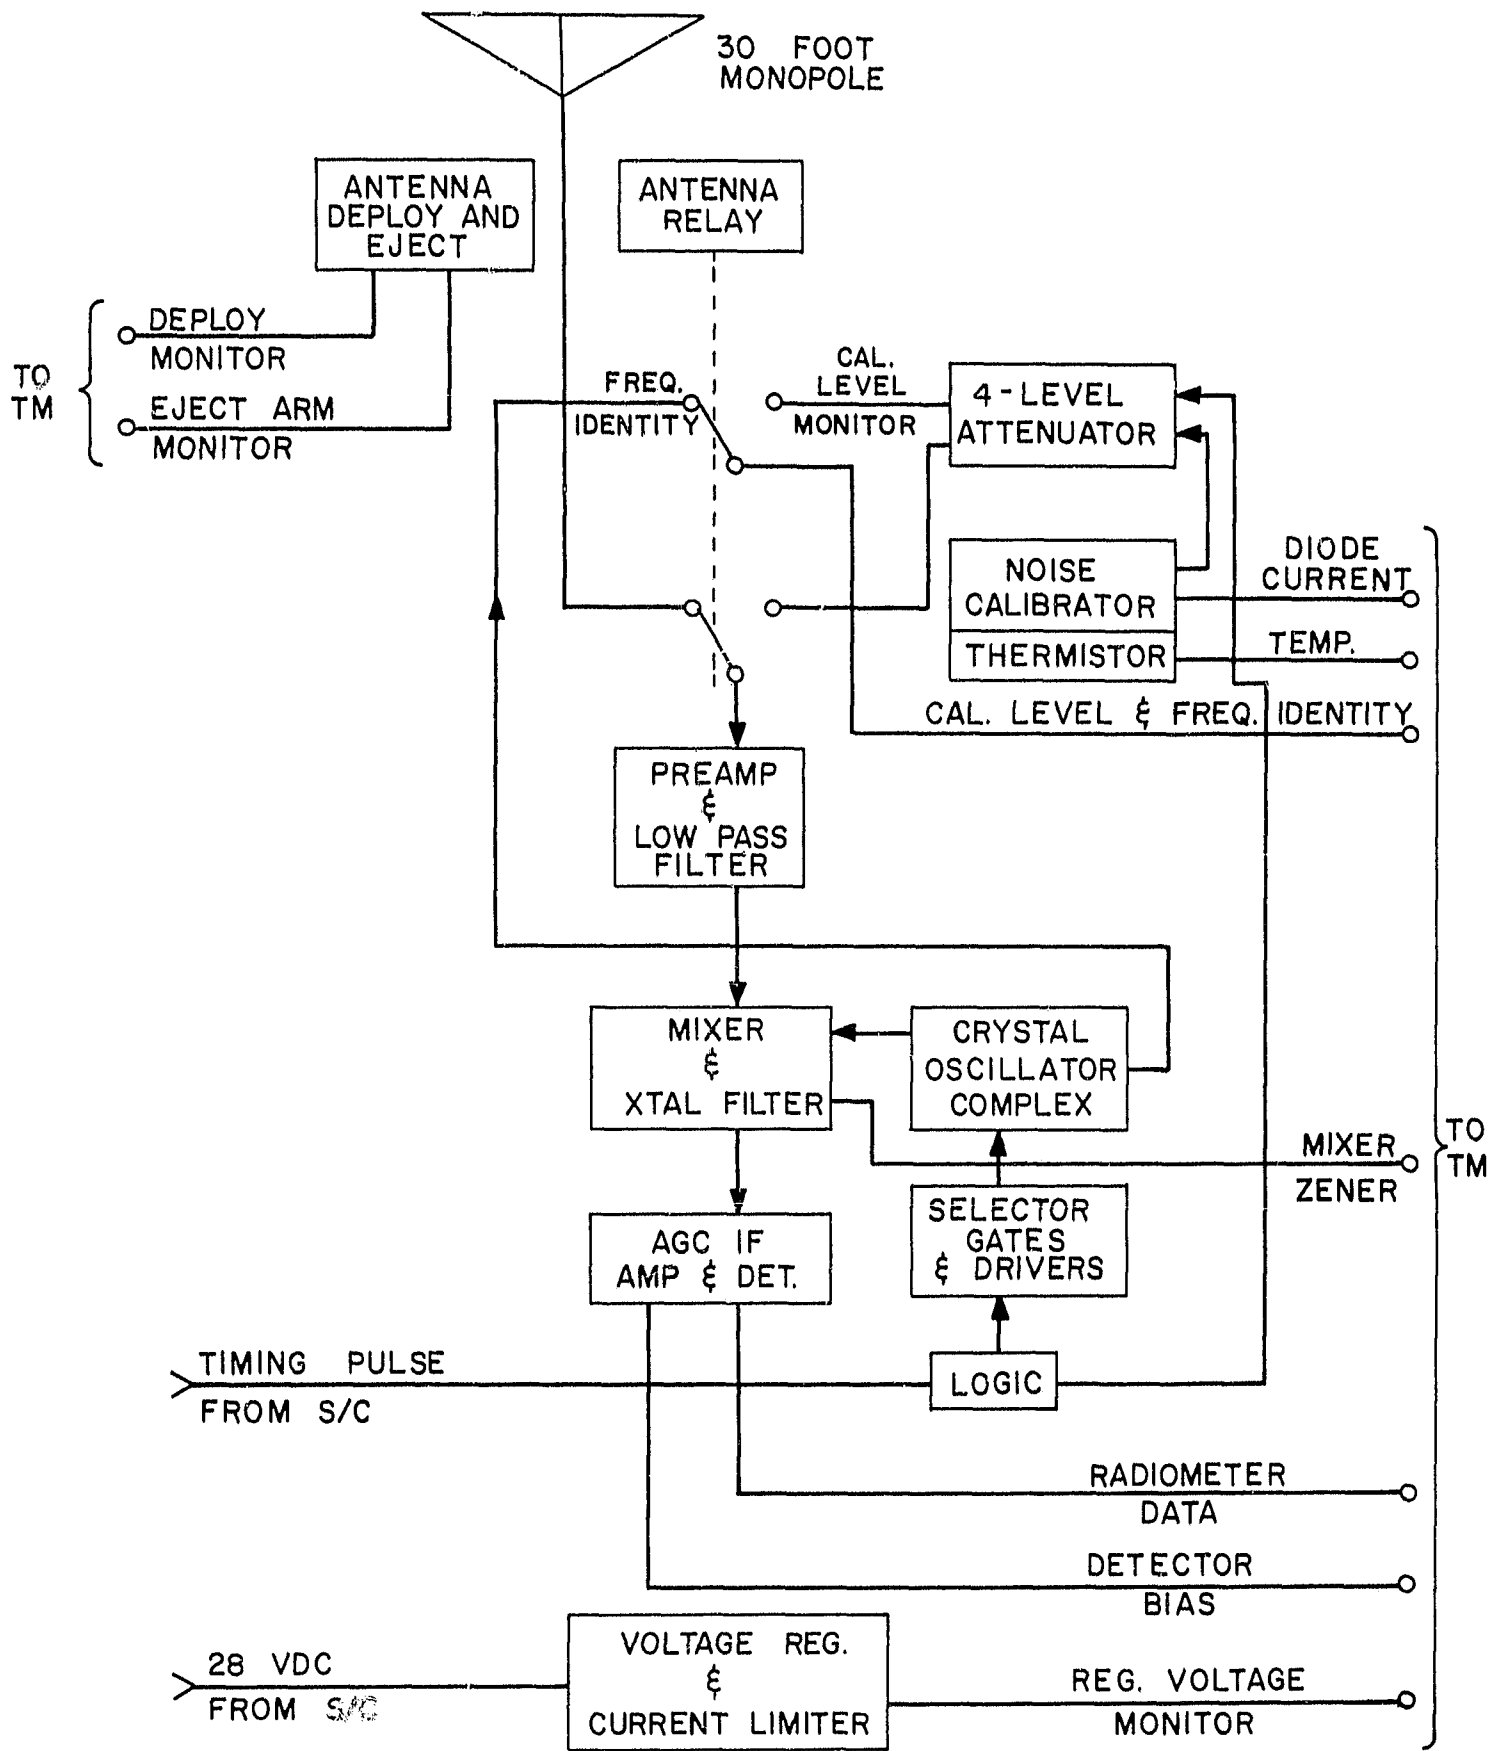 30 FOOT
MONOPOLE
ANTENNA
DEPLOY AND
EJECT
ANTENNA
RELAY
DEPLOY
MONITOR
TO
TM
EJECT ARM
MONITOR
FREQ.
IDENTITY
CAL.
LEVEL
MONITOR
4-LEVEL
ATTENUATOR
NOISE
CALIBRATOR
THERMISTOR
DIODE
CURRENT
TEMP.
CAL. LEVEL & FREQ. IDENTITY
PREAMP
&
LOW PASS
FILTER
MIXER
&
XTAL FILTER
CRYSTAL
OSCILLATOR
COMPLEX
MIXER
ZENER
TO
TM
SELECTOR
GATES
& DRIVERS
AGC IF
AMP & DET.
TIMING PULSE
FROM S/C
LOGIC
RADIOMETER
DATA
DETECTOR
BIAS
28 VDC
FROM S/C
VOLTAGE REG.
&
CURRENT LIMITER
REG. VOLTAGE
MONITOR